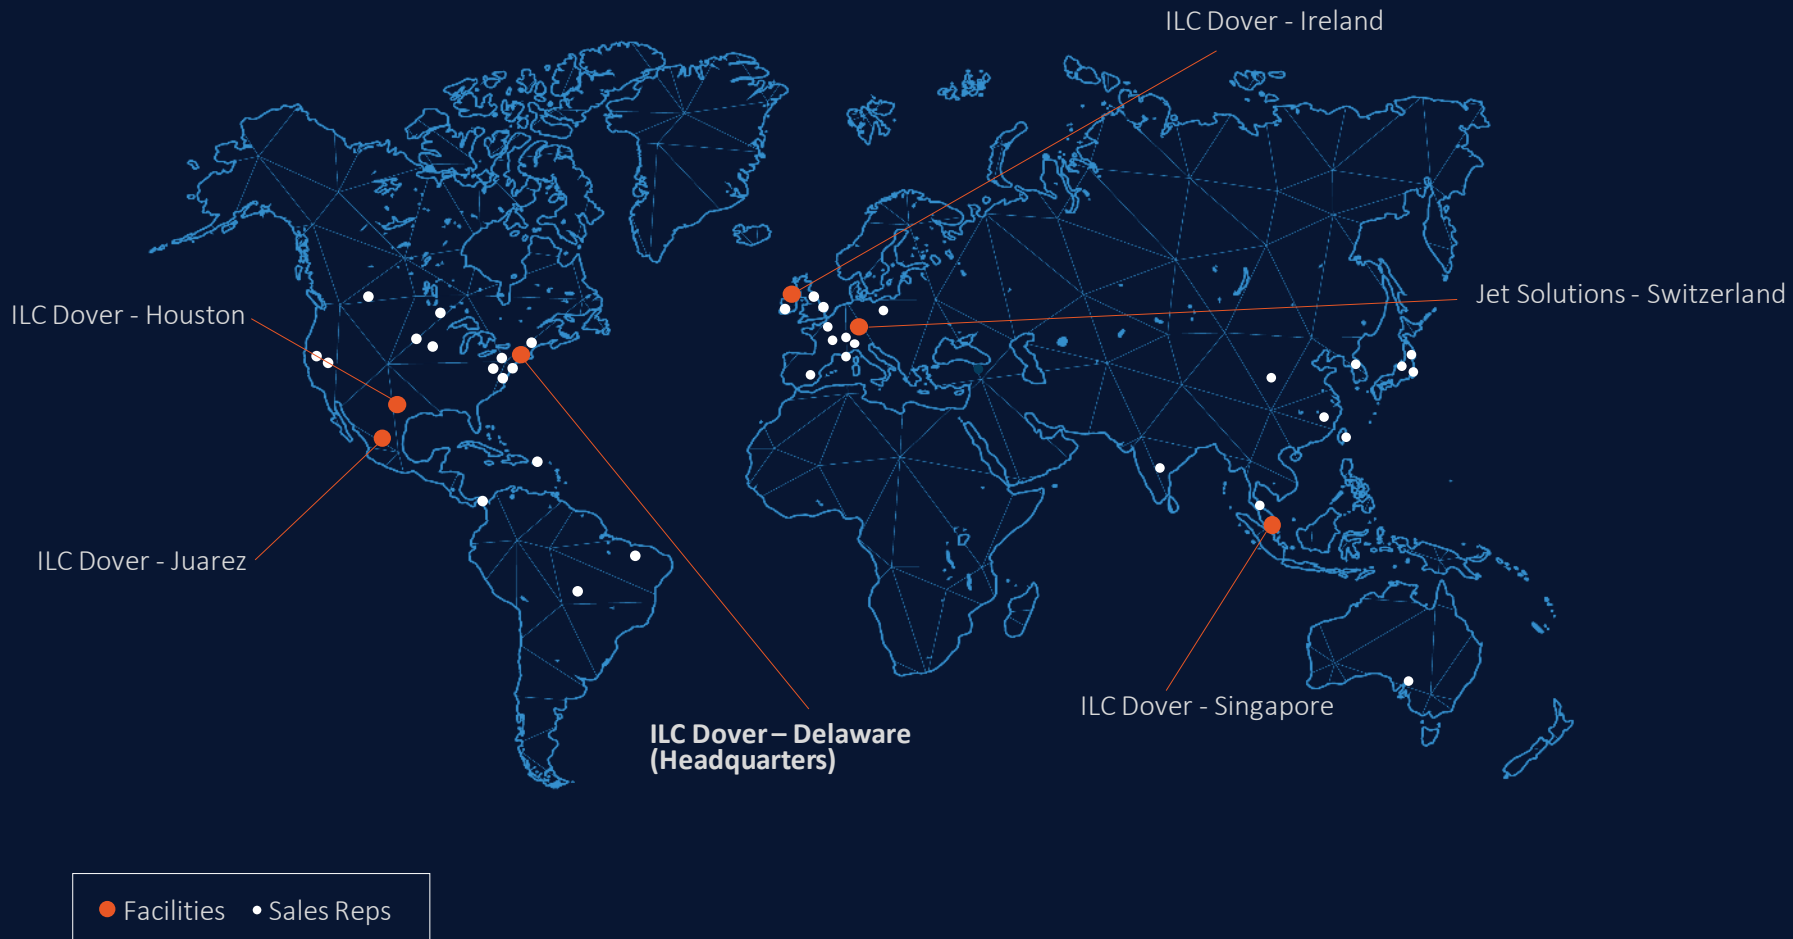 ILC Dover - Ireland
Jet Solutions - Switzerland
ILC Dover - Houston
ILC Dover - Juarez
ILC Dover - Singapore
ILC Dover – Delaware
(Headquarters)
Facilities Sales Reps